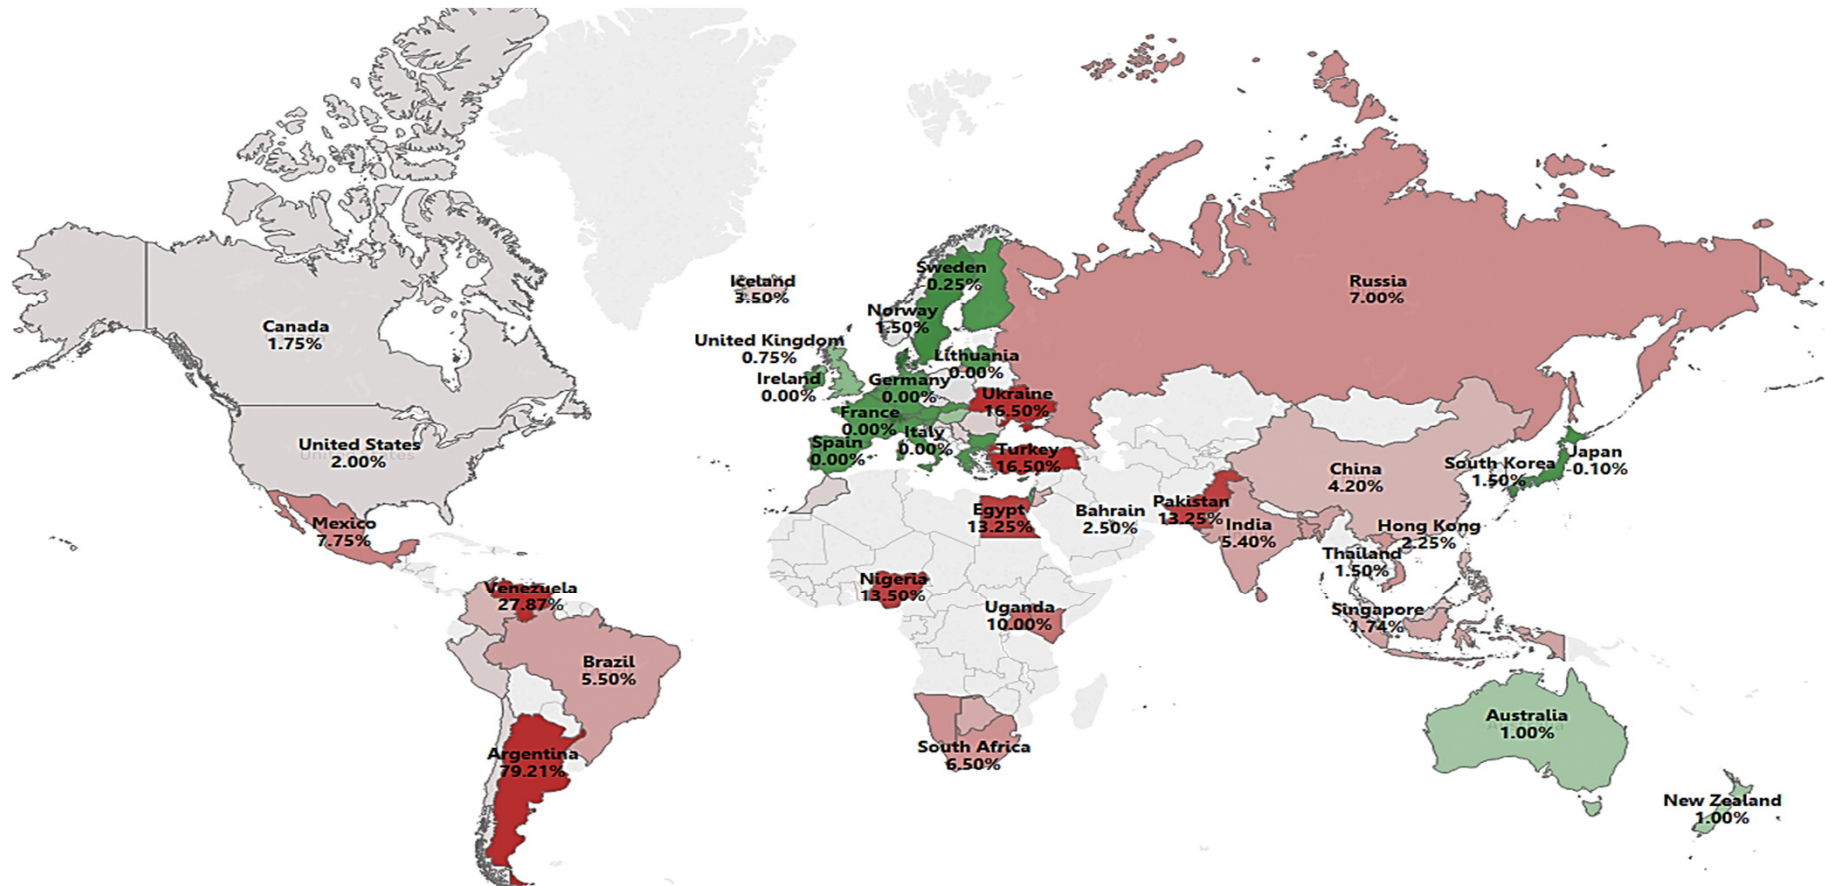 Iceland
3.50%
Sweden
0.25%
Norway
1.50%
Russia
7.00%
Canada
1.75%
United Kingdom
0.75%
Lithuania
0.00%
Ireland
0.00%
Germany
0.00%
Ukraine
16.50%
France
0.00%
Italy
0.00%
Spain
0.00%
Turkey
16.50%
United States
2.00%
China
4.20%
South Korea
1.50%
Japan
-0.10%
Mexico
7.75%
Egypt
13.25%
Bahrain
2.50%
Pakistan
13.25%
India
5.40%
Hong Kong
2.25%
Thailand
1.50%
Venezuela
27.87%
Nigeria
13.50%
Uganda
10.00%
Singapore
1.74%
Brazil
5.50%
Argentina
79.21%
South Africa
6.50%
Australia
1.00%
New Zealand
1.00%